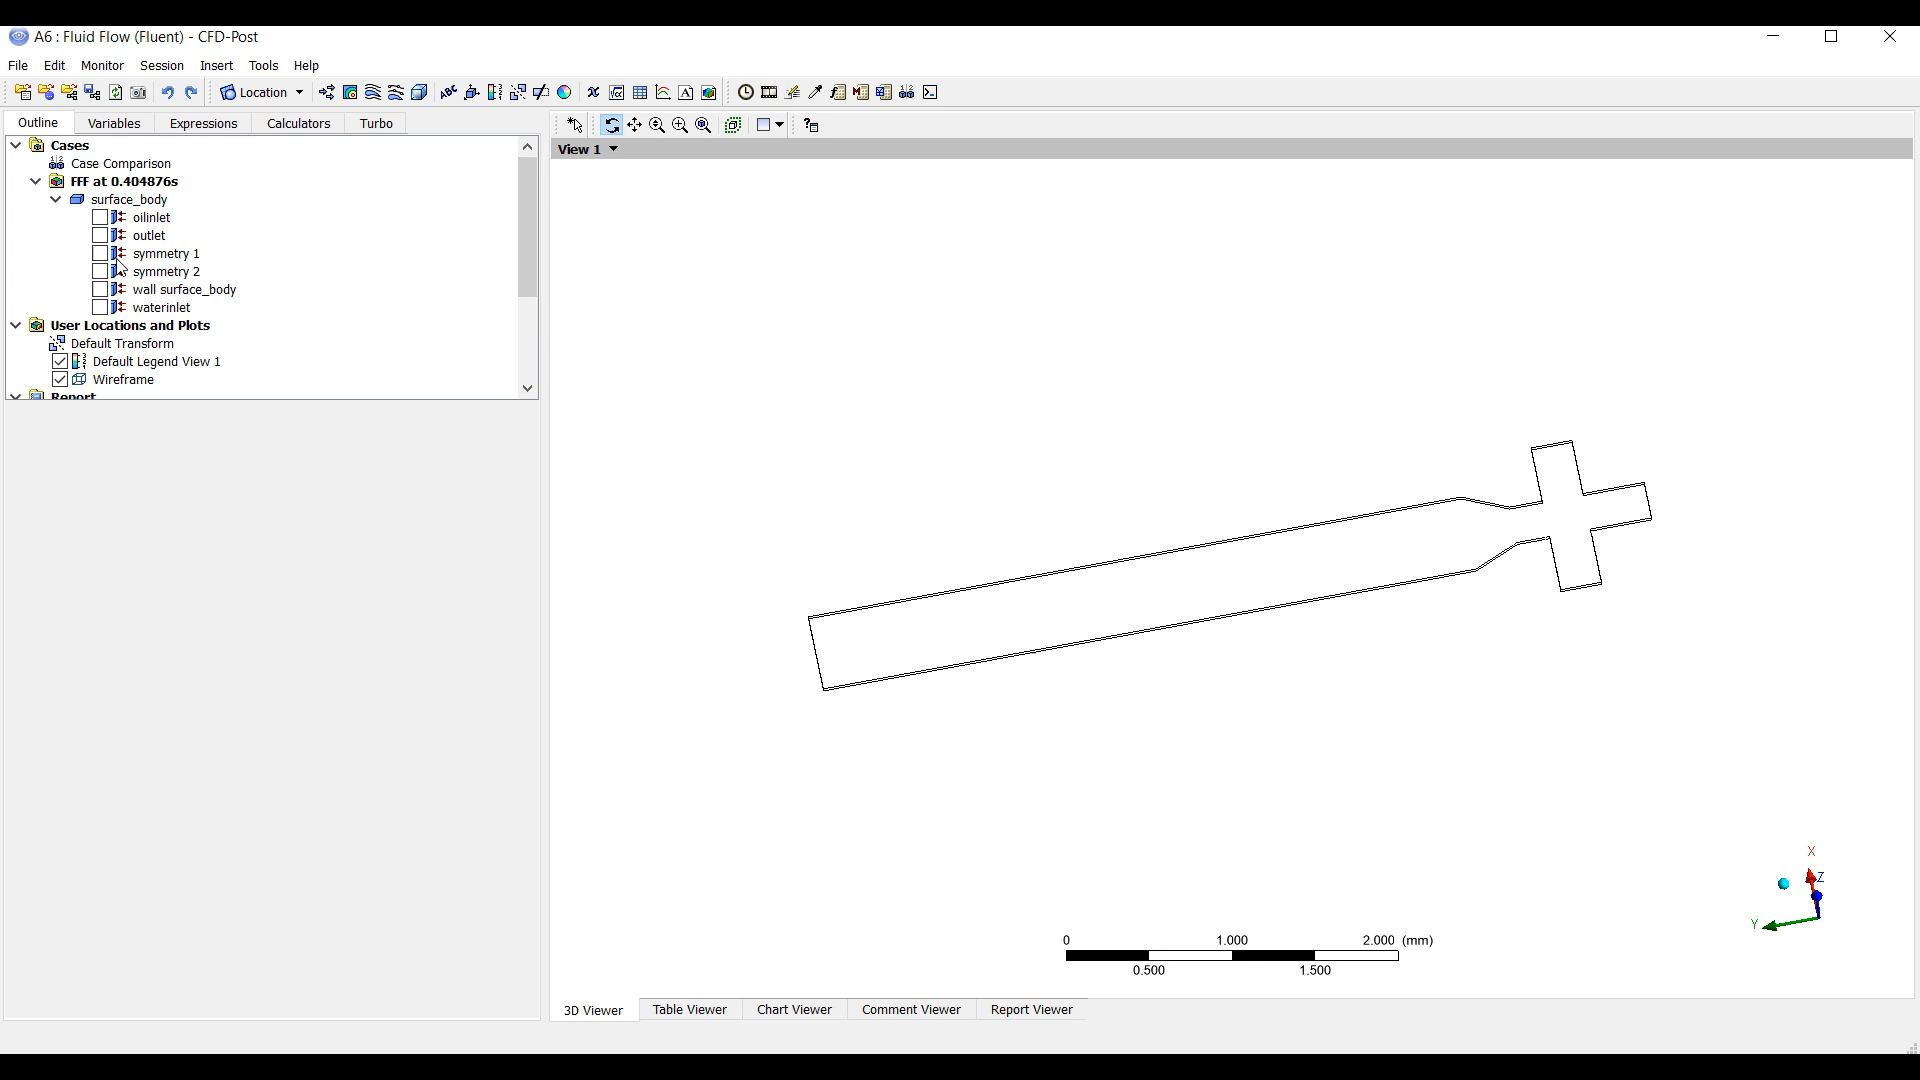 A6 : Fluid Flow (Fluent) - CFD-Post
File Edit Monitor Session Insert Tools Help
Location
Outline Variables Expressions Calculators Turbo
Cases
Case Comparison
FFF at 0.404876s
surface_body
oilinlet
outlet
symmetry 1
symmetry 2
wall surface_body
waterinlet
User Locations and Plots
Default Transform
Default Legend View 1
Wireframe
Report
View 1
X
Z
Y
0 1.000 2.000 (mm)
0.500 1.500
3D Viewer Table Viewer Chart Viewer Comment Viewer Report Viewer